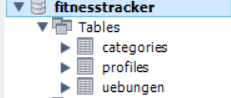 fitnesstracker
Tables
categories
profiles
uebungen